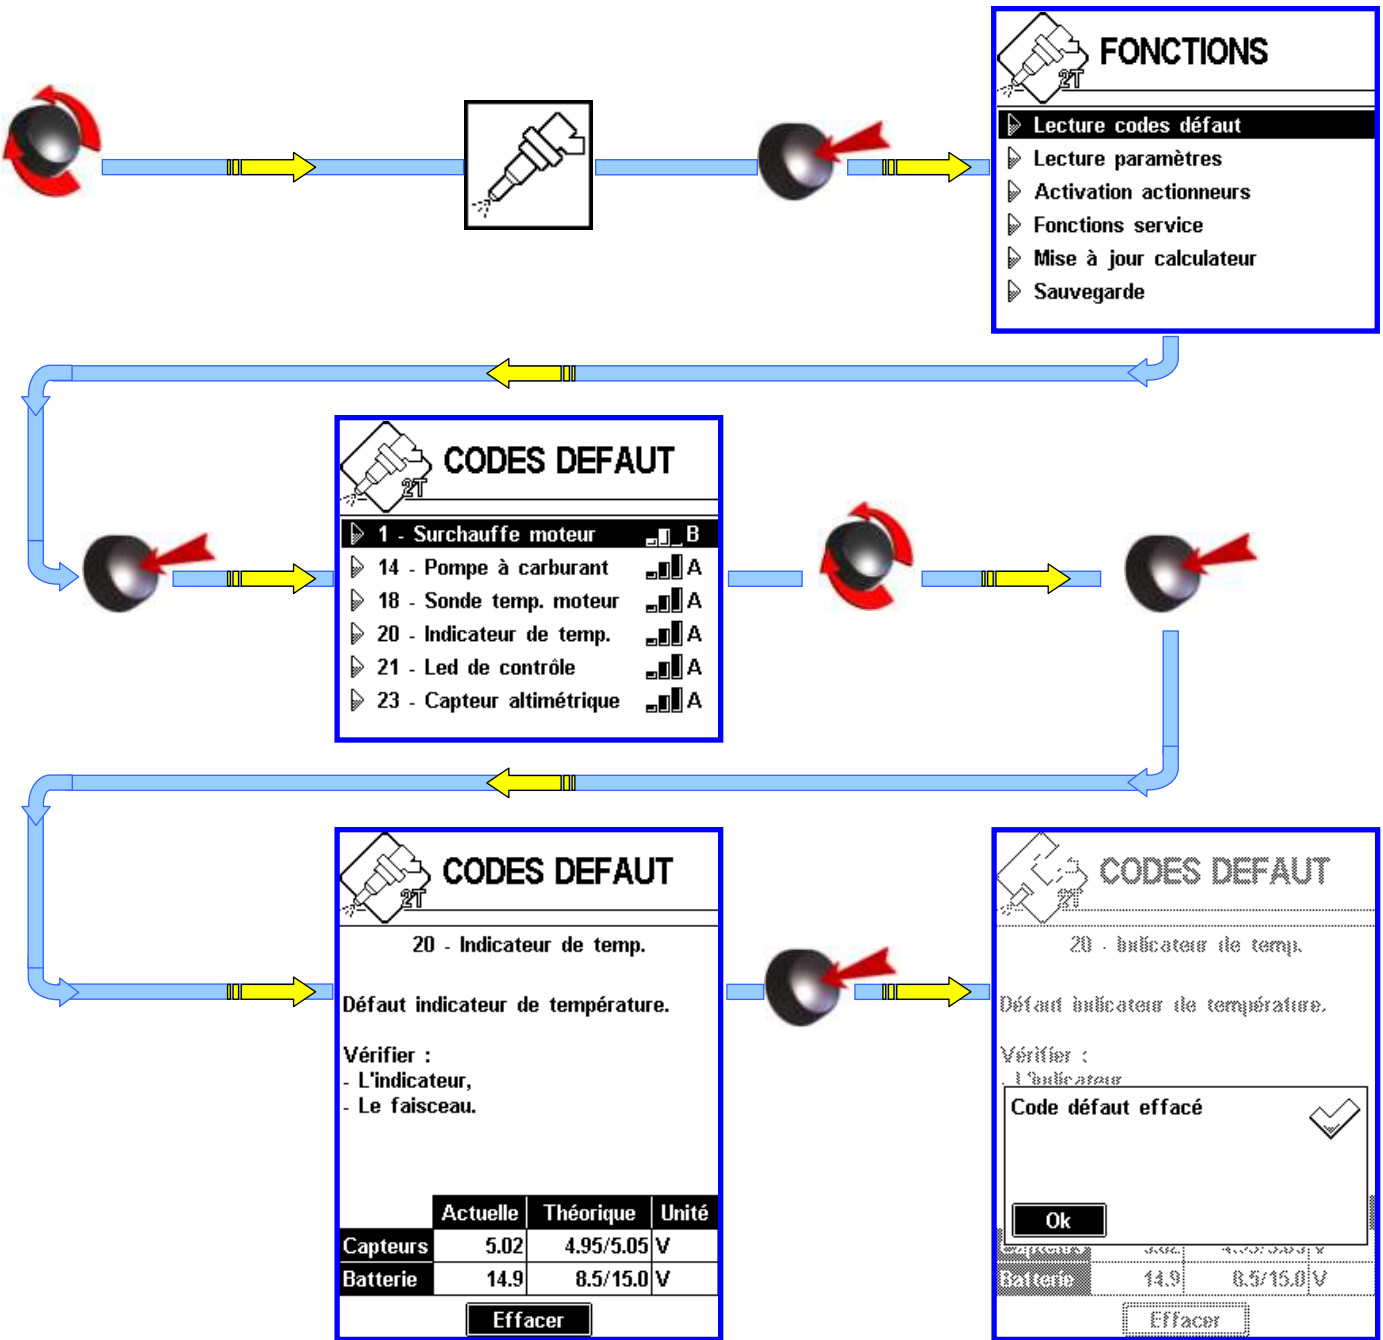 FONCTIONS
2T
Lecture codes défaut
Lecture paramètres
Activation actionneurs
Fonctions service
Mise à jour calculateur
Sauvegarde
CODES DEFAUT
2T
1 - Surchauffe moteur B
14 - Pompe à carburant A
18 - Sonde temp. moteur A
20 - Indicateur de temp. A
21 - Led de contrôle A
23 - Capteur altimétrique A
CODES DEFAUT
2T
20 - Indicateur de temp.
Défaut indicateur de température.
Vérifier :
- L'indicateur,
- Le faisceau.
Actuelle Théorique Unité
Capteurs 5.02 4.95/5.05 V
Batterie 14.9 8.5/15.0 V
Effacer
CODES DEFAUT
2T
20 - Indicateur de temp.
Défaut indicateur de température.
Vérifier :
- L'indicateur
Code défaut effacé
Ok
Batterie 14.9 8.5/15.0 V
Effacer